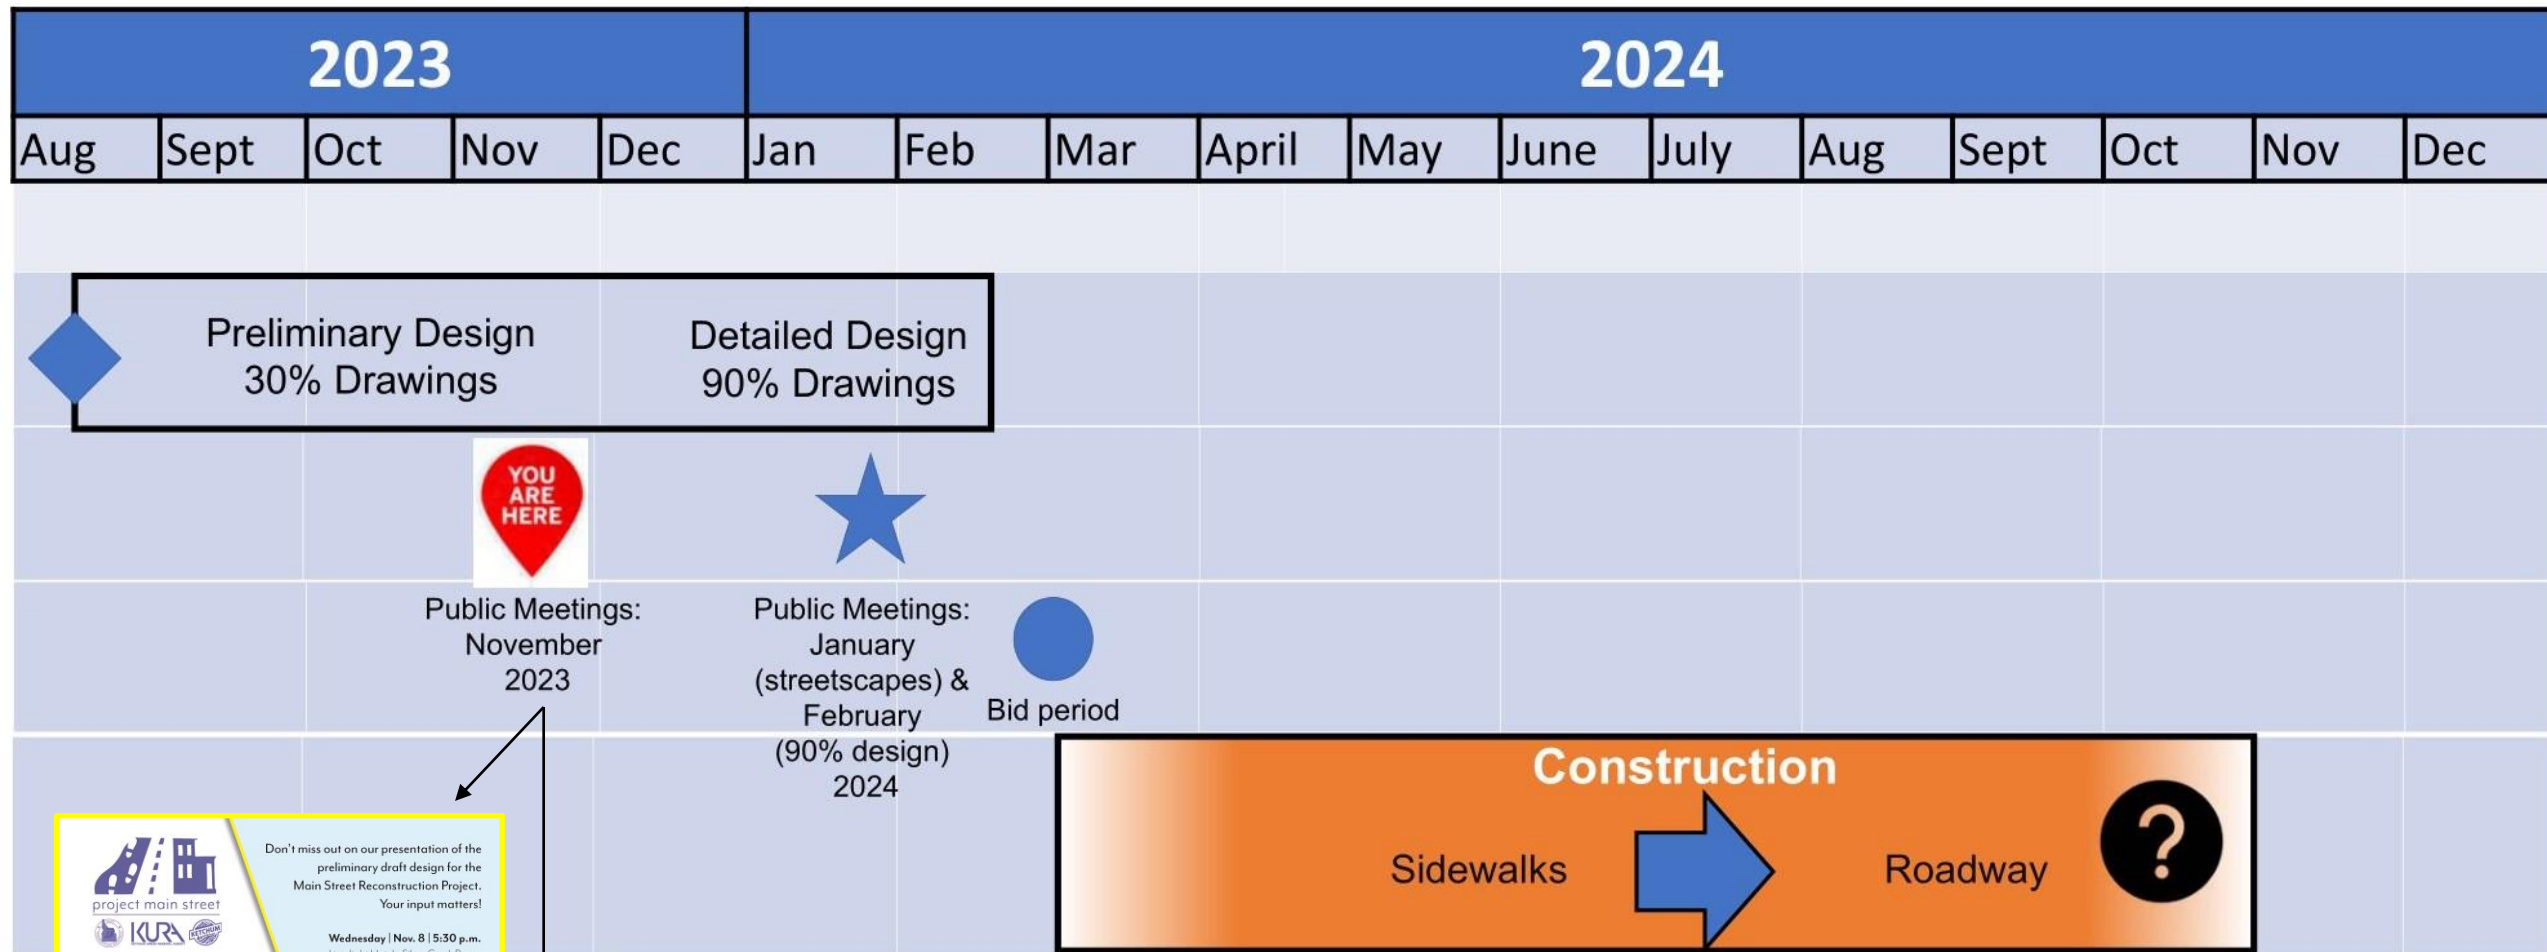 2023 2024
Aug Sept Oct Nov Dec Jan Feb Mar April May June July Aug Sept Oct Nov Dec
Preliminary Design
30% Drawings
Detailed Design
90% Drawings
YOU
ARE
HERE
Public Meetings:
November
2023
Public Meetings:
January
(streetscapes) &
February
(90% design)
2024
Bid period
Construction
Sidewalks
Roadway
?
project main street
KURA
KETCHUM
Don't miss out on our presentation of the
preliminary draft design for the
Main Street Reconstruction Project.
Your input matters!
Wednesday | Nov. 8 | 5:30 p.m.